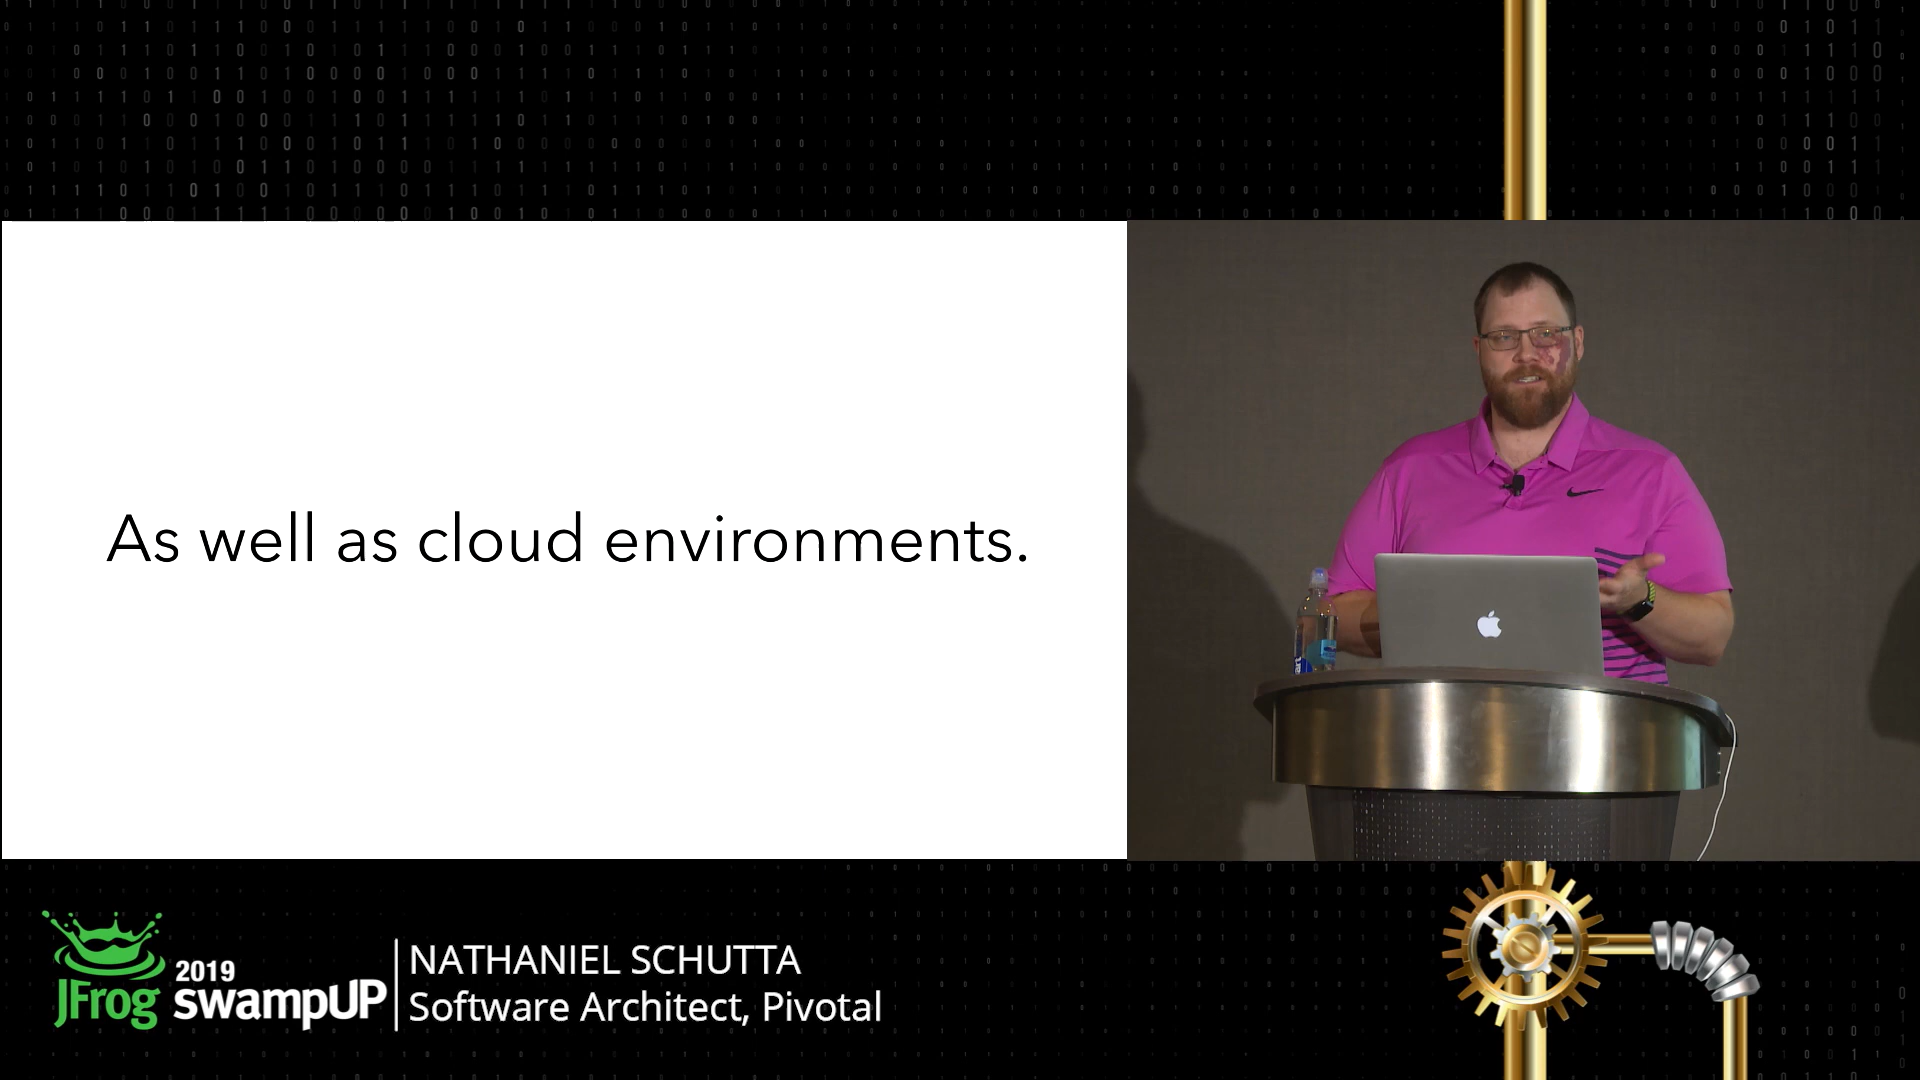 As well as cloud environments.
JFrog
2019
swampUP
NATHANIEL SCHUTTA
Software Architect, Pivotal